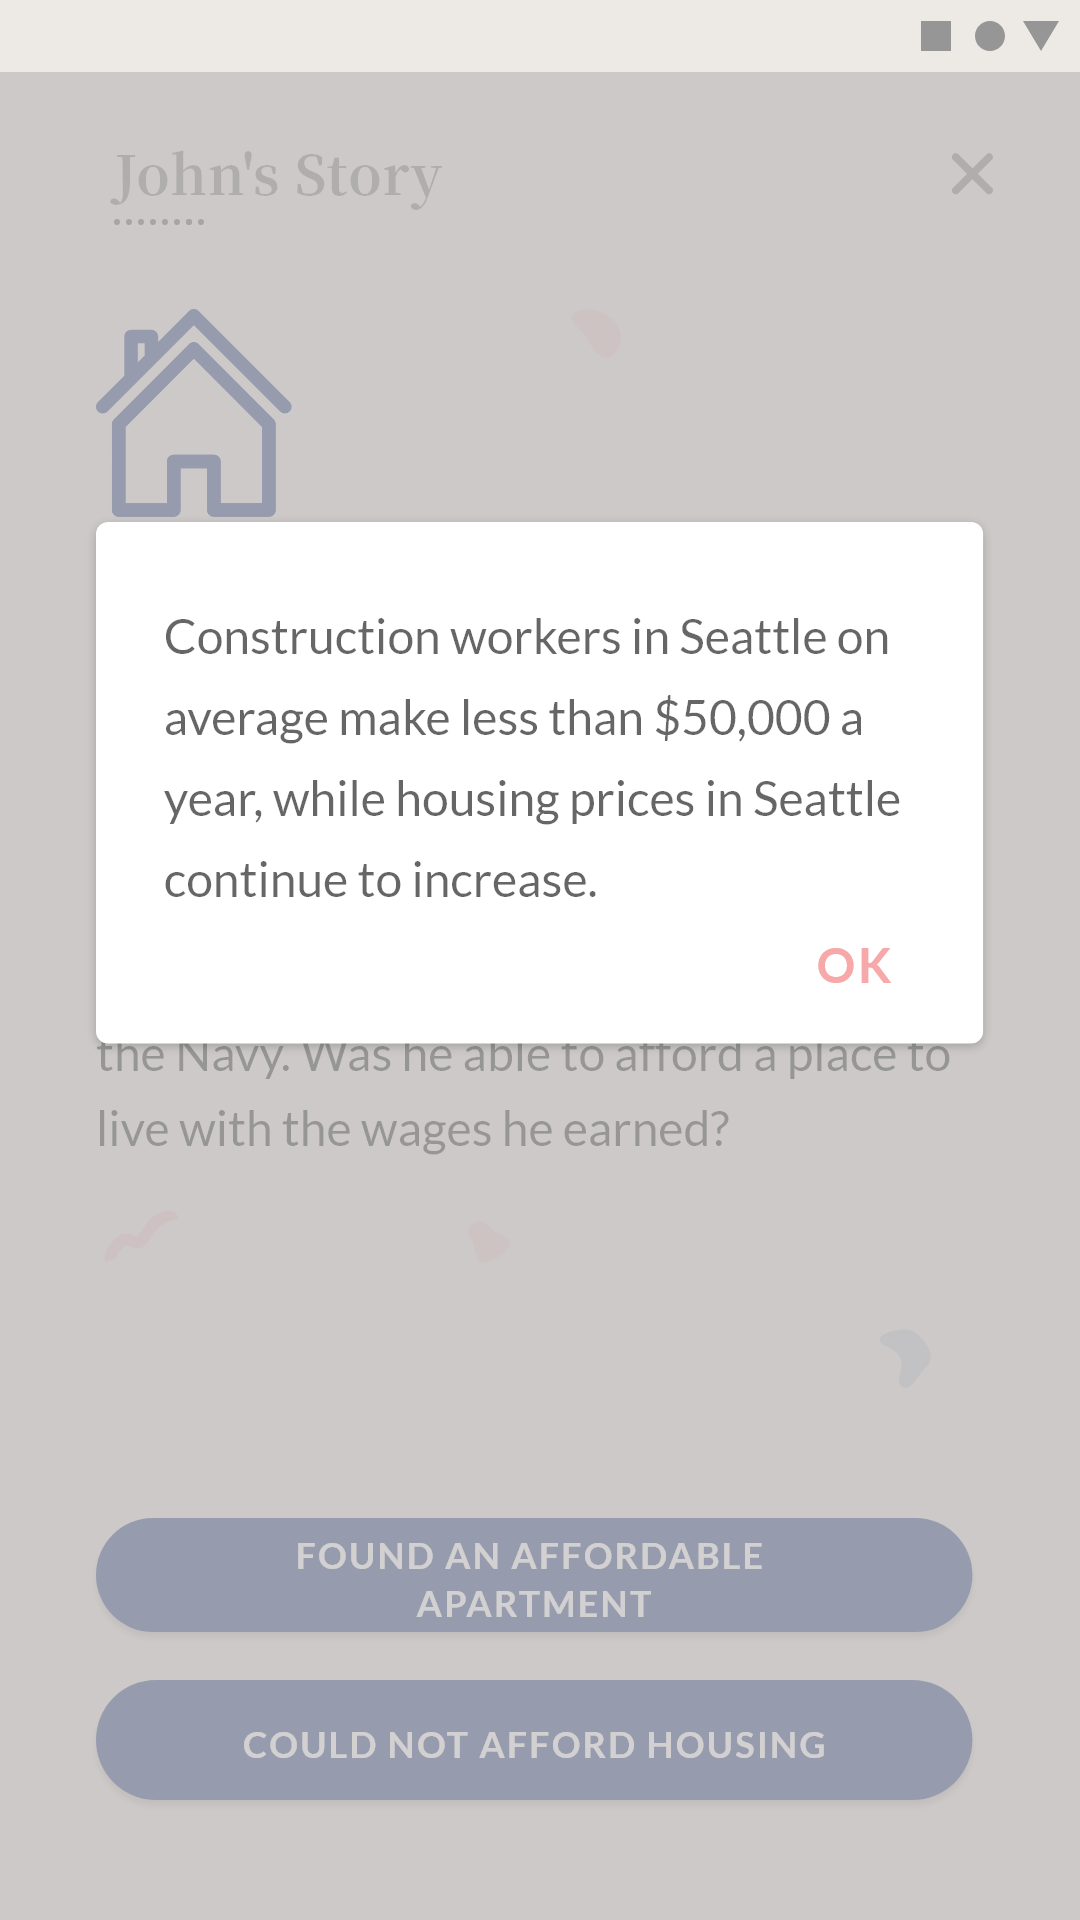 John's Story
Construction workers in Seattle on
average make less than $50,000 a
year, while housing prices in Seattle
continue to increase.
OK
the Navy. Was he able to afford a place to
live with the wages he earned?
FOUND AN AFFORDABLE
APARTMENT
COULD NOT AFFORD HOUSING